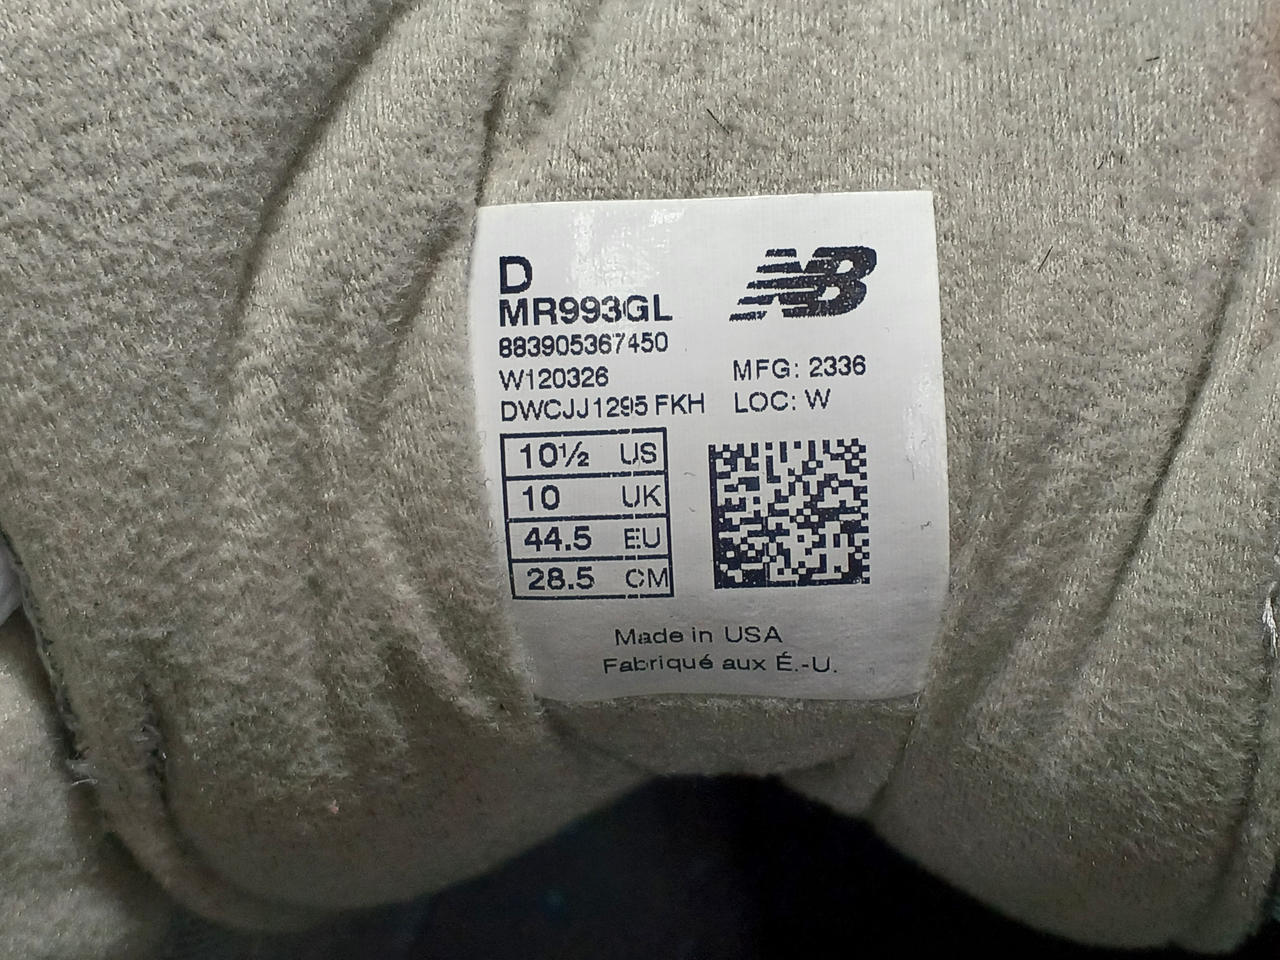 D
MR993GL
NB
883905367450
W120326
MFG: 2336
DWCJJ1295 FKH
LOC: W
10½ US
10 UK
44.5 EU
28.5 CM
Made in USA
Fabriqué aux É.-U.